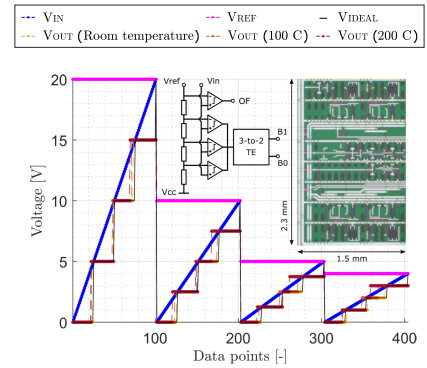 VIN VREF VIDEAL
VOUT (Room temperature) VOUT (100 C) VOUT (200 C)
20
15
10
5
0
Voltage [V]
100 200 300 400
Data points [-]
Vref Vin
OF
3-to-2
TE
B1
B0
Vcc
2.3 mm
1.5 mm